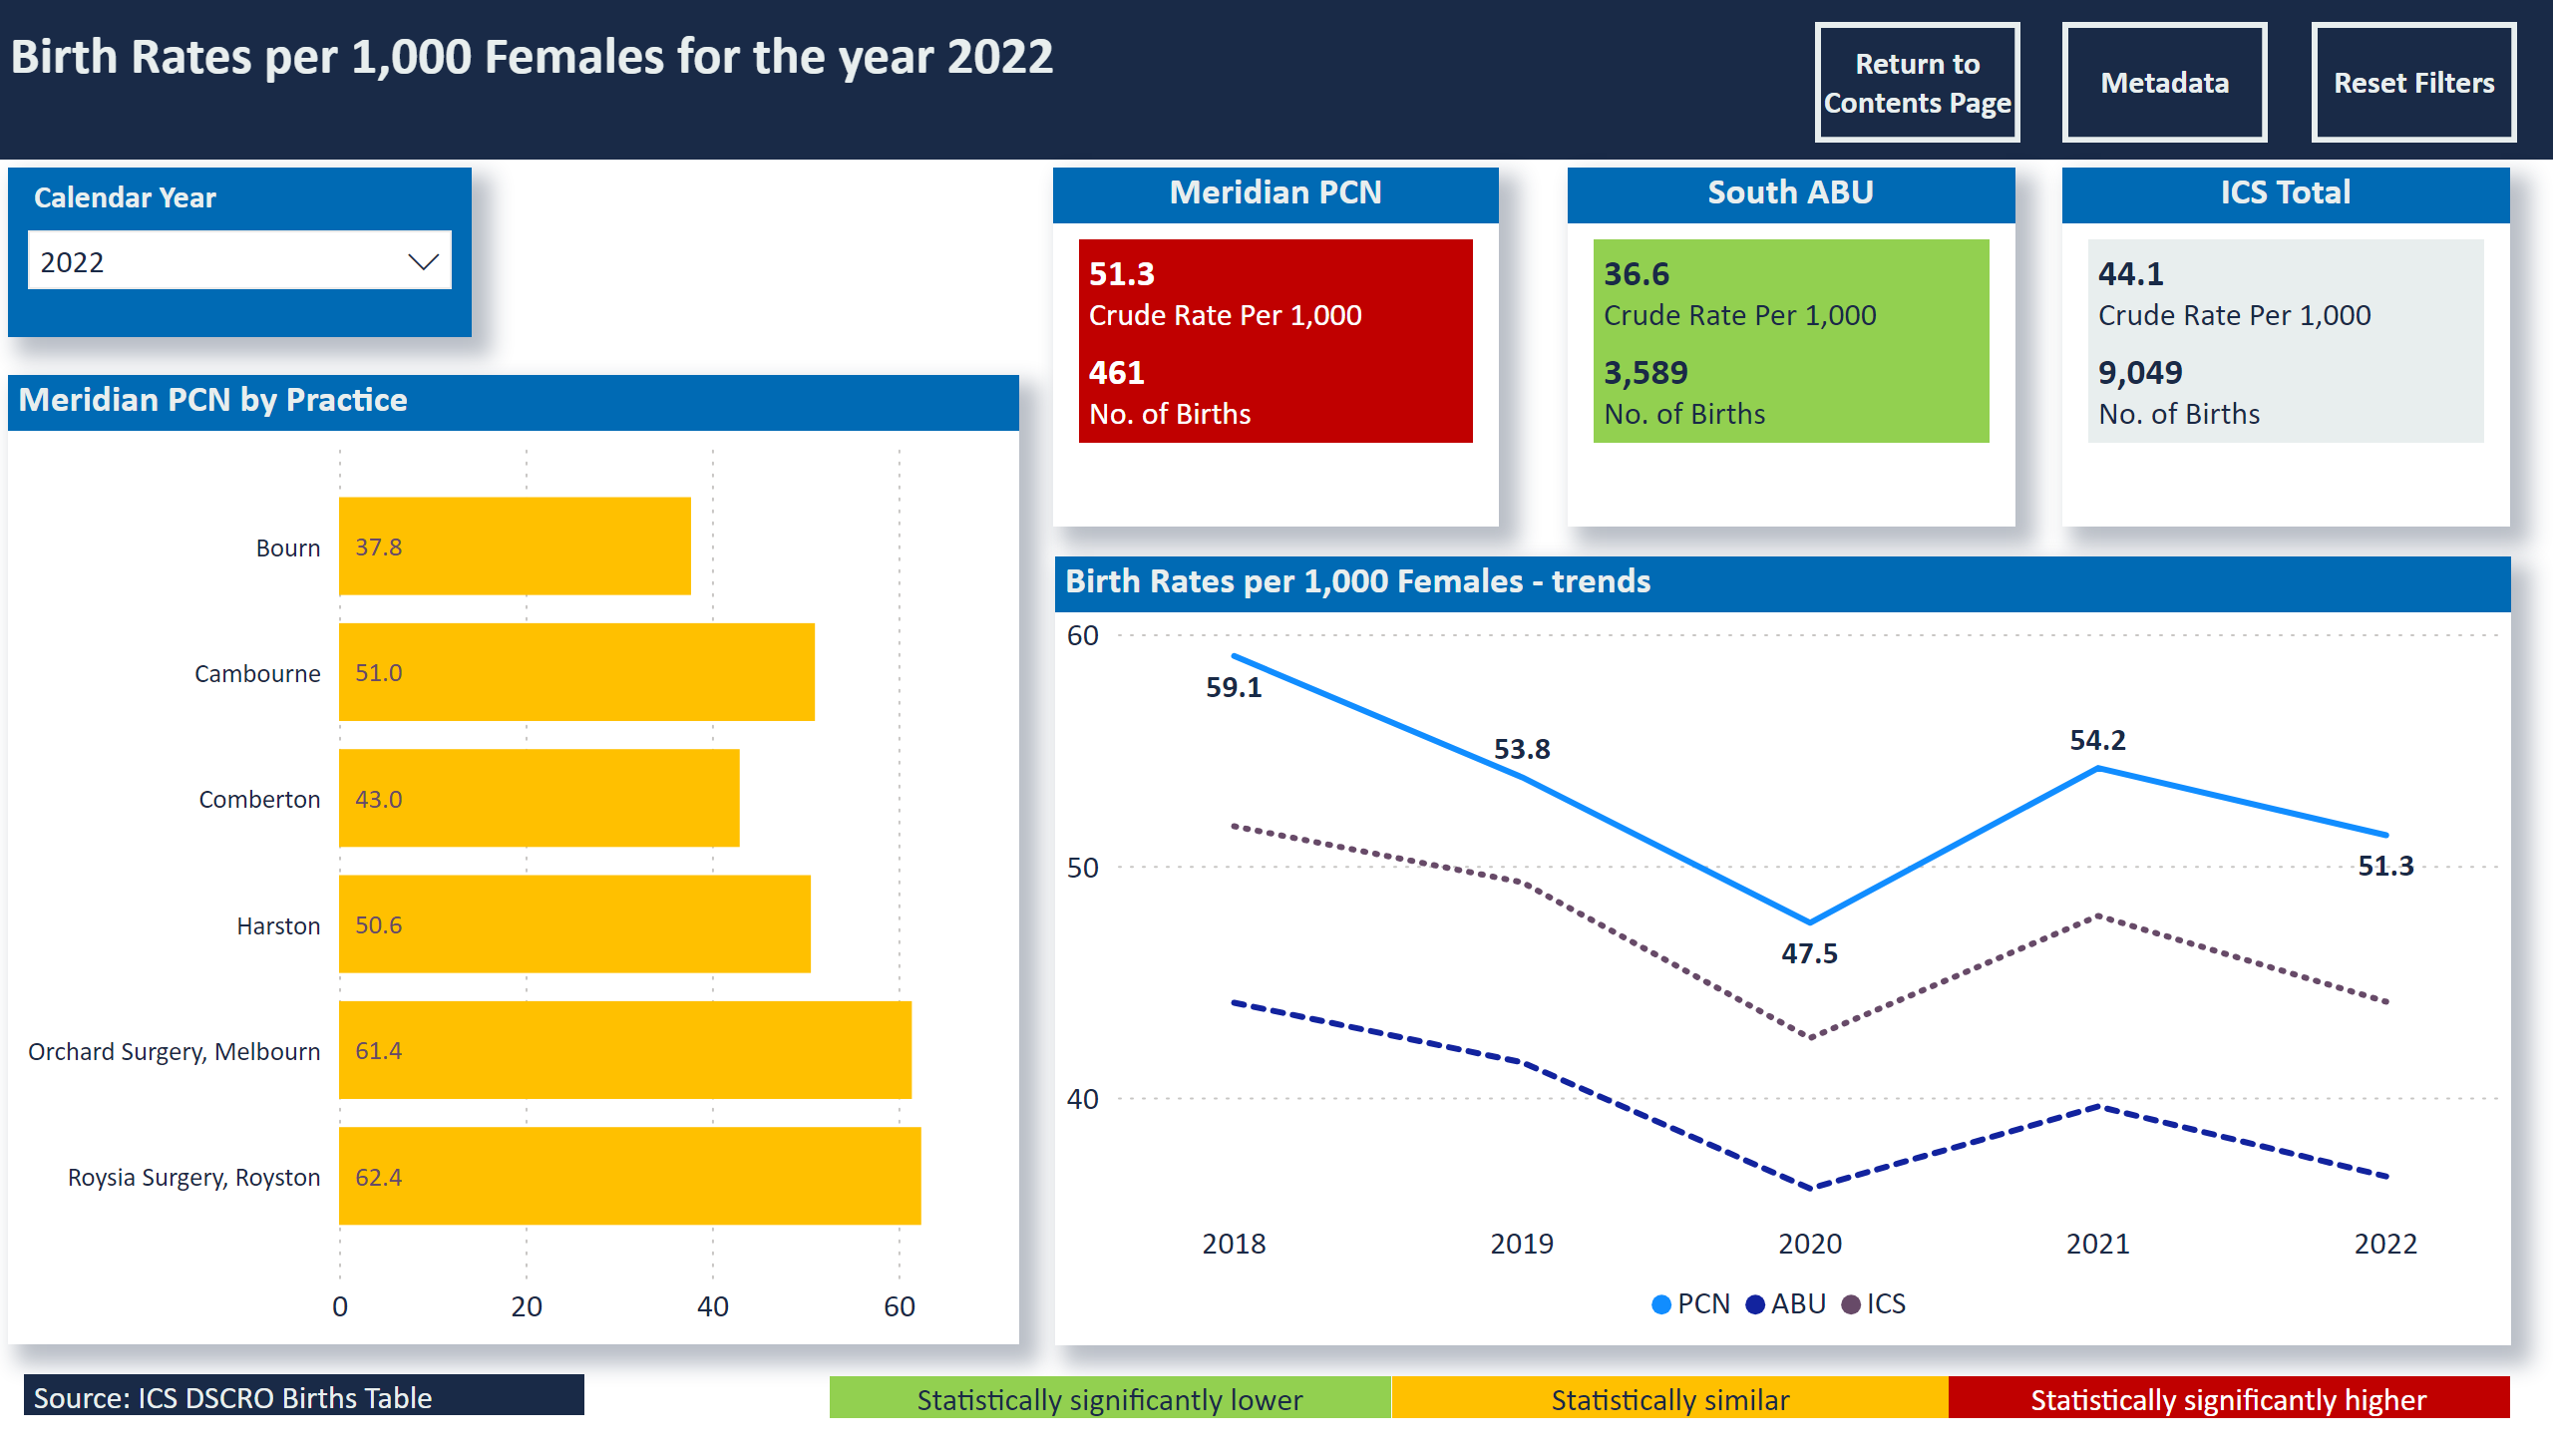 Birth Rates per 1,000 Females for the year 2022
Return to
Contents Page
Metadata
Reset Filters
Calendar Year
2022
Meridian PCN
51.3
Crude Rate Per 1,000
461
No. of Births
South ABU
36.6
Crude Rate Per 1,000
3,589
No. of Births
ICS Total
44.1
Crude Rate Per 1,000
9,049
No. of Births
Meridian PCN by Practice
Bourn 37.8
Cambourne 51.0
Comberton 43.0
Harston 50.6
Orchard Surgery, Melbourn 61.4
Roysia Surgery, Royston 62.4
0 20 40 60
Birth Rates per 1,000 Females - trends
60
59.1
53.8
54.2
50
51.3
47.5
40
2018 2019 2020 2021 2022
PCN ABU ICS
Source: ICS DSCRO Births Table
Statistically significantly lower
Statistically similar
Statistically significantly higher